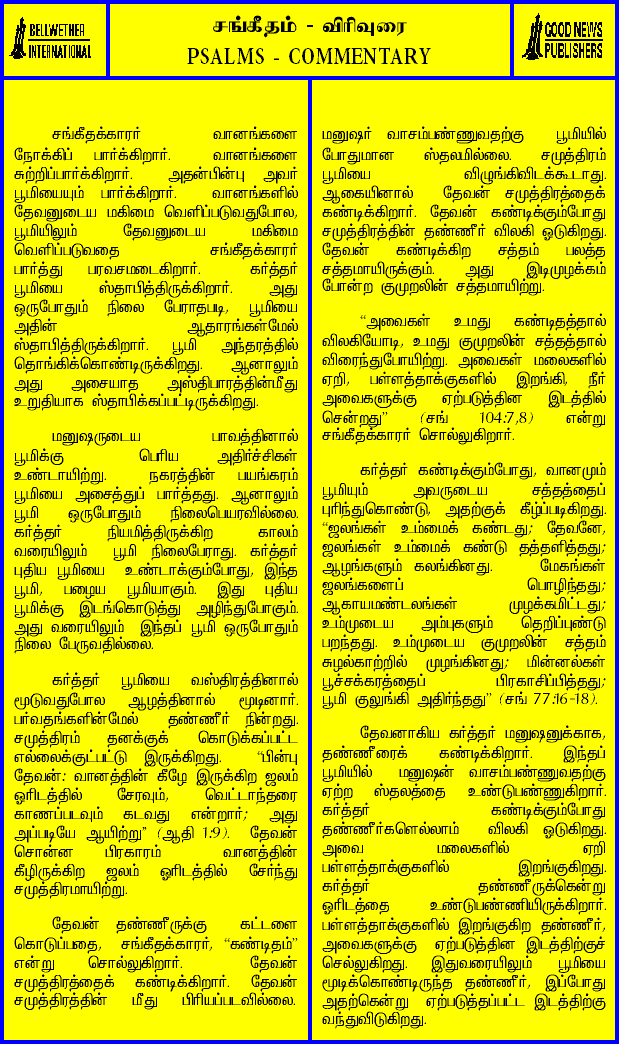 BELLWETHER
INTERNATIONAL
சங்கீதம் - விரிவுரை
PSALMS - COMMENTARY
GOOD NEWS
PUBLISHERS
சங்கீதக்காரர் வானங்களை
நோக்கிப் பார்க்கிறார். வானங்களை
சுற்றிப்பார்க்கிறார். அதன்பின்பு அவர்
பூமியையும் பார்க்கிறார். வானங்களில்
தேவனுடைய மகிமை வெளிப்படுவதுபோல,
பூமியிலும் தேவனுடைய மகிமை
வெளிப்படுவதை சங்கீதக்காரர்
பார்த்து பரவசமடைகிறார். கர்த்தர்
பூமியை ஸ்தாபித்திருக்கிறார். அது
ஒருபோதும் நிலை பேராதபடி, பூமியை
அதின் ஆதாரங்கள்மேல்
ஸ்தாபித்திருக்கிறார். பூமி அந்தரத்தில்
தொங்கிக்கொண்டிருக்கிறது. ஆனாலும்
அது அசையாத அஸ்திபாரத்தின்மீது
உறுதியாக ஸ்தாபிக்கப்பட்டிருக்கிறது.
மனுஷருடைய பாவத்தினால்
பூமிக்கு பெரிய அதிர்ச்சிகள்
உண்டாயிற்று. நகரத்தின் பயங்கரம்
பூமியை அசைத்துப் பார்த்தது. ஆனாலும்
பூமி ஒருபோதும் நிலைபெயரவில்லை.
கர்த்தர் நியமித்திருக்கிற காலம்
வரையிலும் பூமி நிலைபேராது. கர்த்தர்
புதிய பூமியை உண்டாக்கும்போது, இந்த
பூமி, பழைய பூமியாகும். இது புதிய
பூமிக்கு இடங்கொடுத்து அழிந்துபோகும்.
அது வரையிலும் இந்தப் பூமி ஒருபோதும்
நிலை பேருவதில்லை.
கர்த்தர் பூமியை வஸ்திரத்தினால்
மூடுவதுபோல ஆழத்தினால் மூடினார்.
பர்வதங்களின்மேல் தண்ணீர் நின்றது.
சமுத்திரம் தனக்குக் கொடுக்கப்பட்ட
எல்லைக்குட்பட்டு இருக்கிறது. “பின்பு
தேவன்: வானத்தின் கீழே இருக்கிற ஜலம்
ஓரிடத்தில் சேரவும், வெட்டாந்தரை
காணப்படவும் கடவது என்றார்; அது
அப்படியே ஆயிற்று” (ஆதி 1:9). தேவன்
சொன்ன பிரகாரம் வானத்தின்
கீழிருக்கிற ஜலம் ஓரிடத்தில் சேர்ந்து
சமுத்திரமாயிற்று.
தேவன் தண்ணீருக்கு கட்டளை
கொடுப்பதை, சங்கீதக்காரர், “கண்டிதம்”
என்று சொல்லுகிறார். தேவன்
சமுத்திரத்தைக் கண்டிக்கிறார். தேவன்
சமுத்திரத்தின் மீது பிரியப்படவில்லை.
மனுஷர் வாசம்பண்ணுவதற்கு பூமியில்
போதுமான ஸ்தலமில்லை. சமுத்திரம்
பூமியை விழுங்கிவிடக்கூடாது.
ஆகையினால் தேவன் சமுத்திரத்தைக்
கண்டிக்கிறார். தேவன் கண்டிக்கும்போது
சமுத்திரத்தின் தண்ணீர் விலகி ஓடுகிறது.
தேவன் கண்டிக்கிற சத்தம் பலத்த
சத்தமாயிருக்கும். அது இடிமுழக்கம்
போன்ற குமுறலின் சத்தமாயிற்று.
“அவைகள் உமது கண்டிதத்தால்
விலகியோடி, உமது குமுறலின் சத்தத்தால்
விரைந்துபோயிற்று. அவைகள் மலைகளில்
ஏறி, பள்ளத்தாக்குகளில் இறங்கி, நீர்
அவைகளுக்கு ஏற்படுத்தின இடத்தில்
சென்றது” (சங் 104:7,8) என்று
சங்கீதக்காரர் சொல்லுகிறார்.
கர்த்தர் கண்டிக்கும்போது, வானமும்
பூமியும் அவருடைய சத்தத்தைப்
புரிந்துகொண்டு, அதற்குக் கீழ்ப்படிகிறது.
“ஜலங்கள் உம்மைக் கண்டது; தேவனே,
ஜலங்கள் உம்மைக் கண்டு தத்தளித்தது;
ஆழங்களும் கலங்கினது. மேகங்கள்
ஜலங்களைப் பொழிந்தது;
ஆகாயமண்டலங்கள் முழக்கமிட்டது;
உம்முடைய அம்புகளும் தெறிப்புண்டு
பறந்தது. உம்முடைய குமுறலின் சத்தம்
சுழல்காற்றில் முழங்கினது; மின்னல்கள்
பூச்சக்கரத்தைப் பிரகாசிப்பித்தது;
பூமி குலுங்கி அதிர்ந்தது” (சங் 77:16-18).
தேவனாகிய கர்த்தர் மனுஷனுக்காக,
தண்ணீரைக் கண்டிக்கிறார். இந்தப்
பூமியில் மனுஷன் வாசம்பண்ணுவதற்கு
ஏற்ற ஸ்தலத்தை உண்டுபண்ணுகிறார்.
கர்த்தர் கண்டிக்கும்போது
தண்ணீர்களெல்லாம் விலகி ஓடுகிறது.
அவை மலைகளில் ஏறி
பள்ளத்தாக்குகளில் இறங்குகிறது.
கர்த்தர் தண்ணீருக்கென்று
ஓரிடத்தை உண்டுபண்ணியிருக்கிறார்.
பள்ளத்தாக்குகளில் இறங்குகிற தண்ணீர்,
அவைகளுக்கு ஏற்படுத்தின இடத்திற்குச்
செல்லுகிறது. இதுவரையிலும் பூமியை
மூடிக்கொண்டிருந்த தண்ணீர், இப்போது
அதற்கென்று ஏற்படுத்தப்பட்ட இடத்திற்கு
வந்துவிடுகிறது.